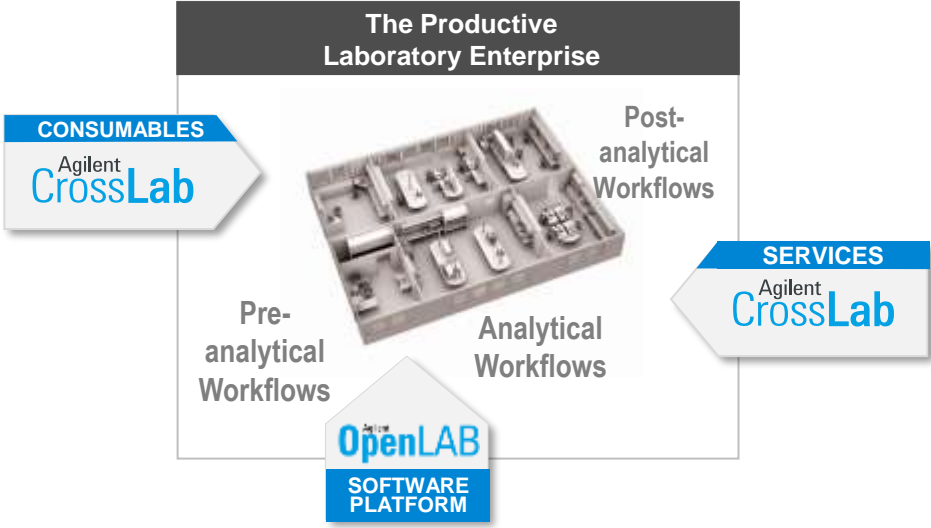 The Productive
Laboratory Enterprise
CONSUMABLES
Agilent
CrossLab
Post-
analytical
Workflows
SERVICES
Agilent
CrossLab
Pre-
analytical
Workflows
Analytical
Workflows
Agilent
OpenLAB
SOFTWARE
PLATFORM